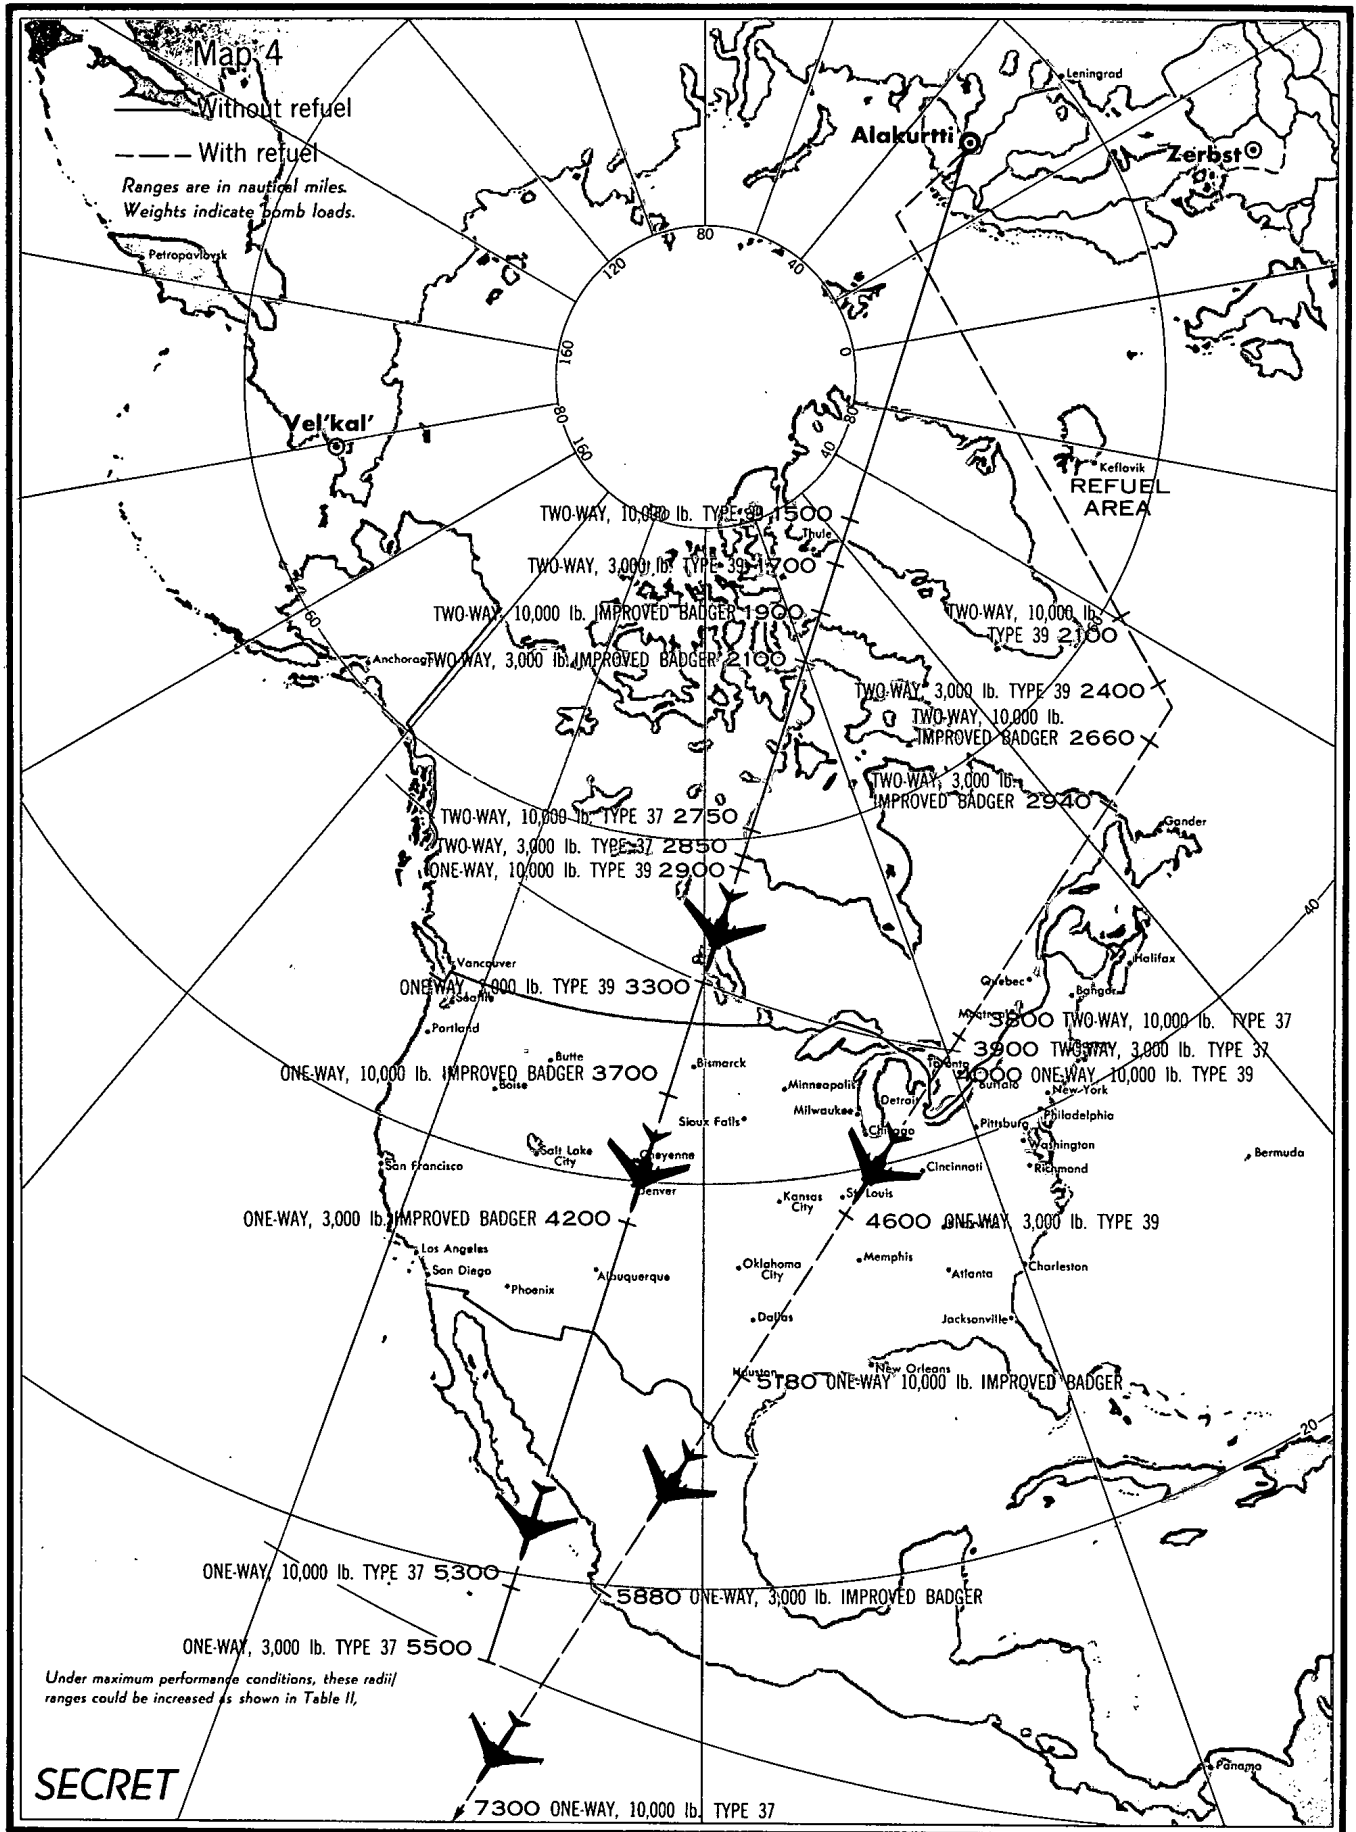 Map 4
Without refuel
With refuel
Ranges are in nautical miles.
Weights indicate bomb loads.
Leningrad
Alakurtti
Zerbst
Petropavlovsk
80
120
40
160
0
80
160
80
40
Vel'kal'
Keflavik
REFUEL
AREA
TWO-WAY, 10,000 lb. TYPE 39 1500
Thule
TWO-WAY, 3,000 lb. TYPE 39 1700
TWO-WAY, 10,000 lb. IMPROVED BADGER 1900
60
TWO-WAY, 10,000 lb.
TYPE 39 2100
Anchorage
TWO-WAY, 3,000 lb. IMPROVED BADGER 2100
TWO-WAY, 3,000 lb. TYPE 39 2400
TWO-WAY, 10,000 lb.
IMPROVED BADGER 2660
TWO-WAY, 3,000 lb.
IMPROVED BADGER 2940
TWO-WAY, 10,000 lb. TYPE 37 2750
Gander
TWO-WAY, 3,000 lb. TYPE 37 2850
ONE-WAY, 10,000 lb. TYPE 39 2900
40
Vancouver
Halifax
Quebec
ONE-WAY, 3,000 lb. TYPE 39 3300
Seattle
Bangor
Portland
Montreal
3800 TWO-WAY, 10,000 lb. TYPE 37
3900 TWO-WAY, 3,000 lb. TYPE 37
Butte
Bismarck
Toronto
ONE-WAY, 10,000 lb. IMPROVED BADGER 3700
4000 ONE-WAY, 10,000 lb. TYPE 39
Boise
Minneapolis
Buffalo
New York
Milwaukee
Detroit
Philadelphia
Sioux Falls
Chicago
Pittsburg
Washington
Salt Lake
City
Cheyenne
Bermuda
San Francisco
Cincinnati
Richmond
Denver
Kansas
City
St. Louis
ONE-WAY, 3,000 lb. IMPROVED BADGER 4200
4600 ONE-WAY, 3,000 lb. TYPE 39
Los Angeles
Memphis
San Diego
Albuquerque
Oklahoma
City
Atlanta
Charleston
Phoenix
Dallas
Jacksonville
Houston
New Orleans
5180 ONE-WAY 10,000 lb. IMPROVED BADGER
20
ONE-WAY, 10,000 lb. TYPE 37 5300
5880 ONE-WAY, 3,000 lb. IMPROVED BADGER
ONE-WAY, 3,000 lb. TYPE 37 5500
Under maximum performance conditions, these radii/
ranges could be increased as shown in Table II,
SECRET
Panama
7300 ONE-WAY, 10,000 lb. TYPE 37